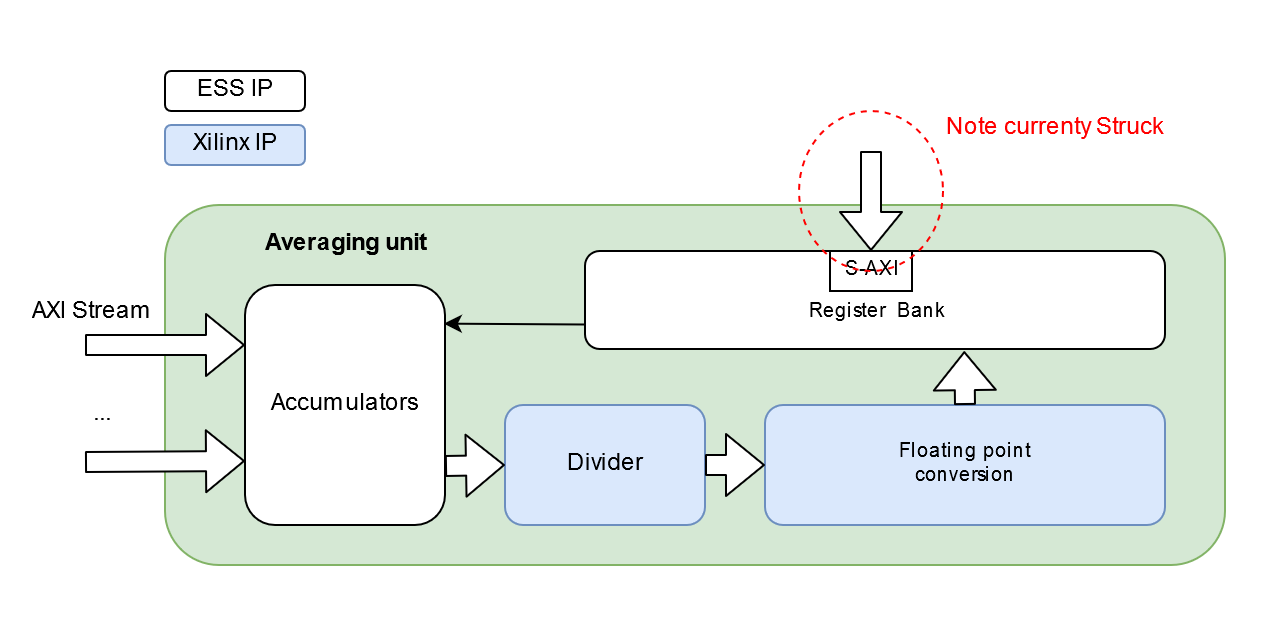 ESS IP
Xilinx IP
Note currenty Struck
Averaging unit
S-AXI
Register Bank
AXI Stream
...
Accumulators
Divider
Floating point
conversion